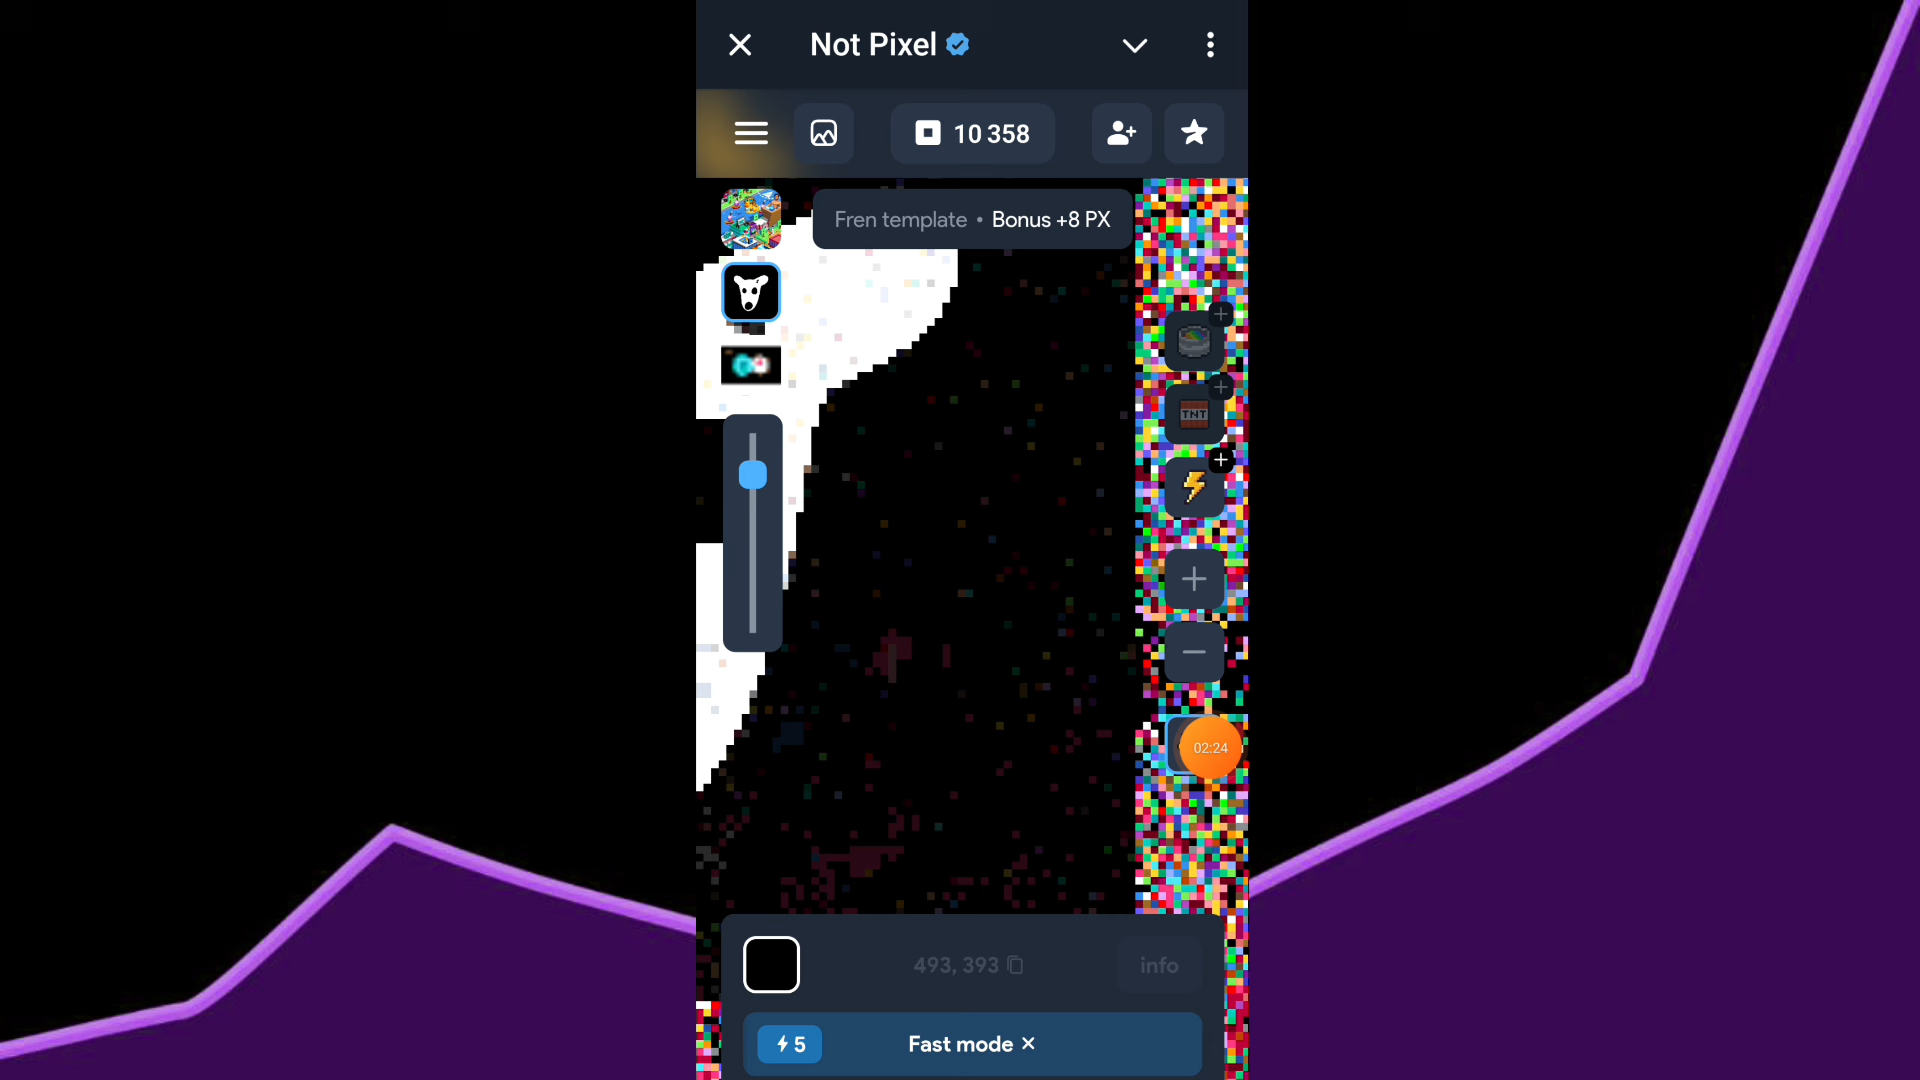 Not Pixel
10 358
Fren template • Bonus +8 PX
TNT
02:24
493, 393
info
5
Fast mode ×